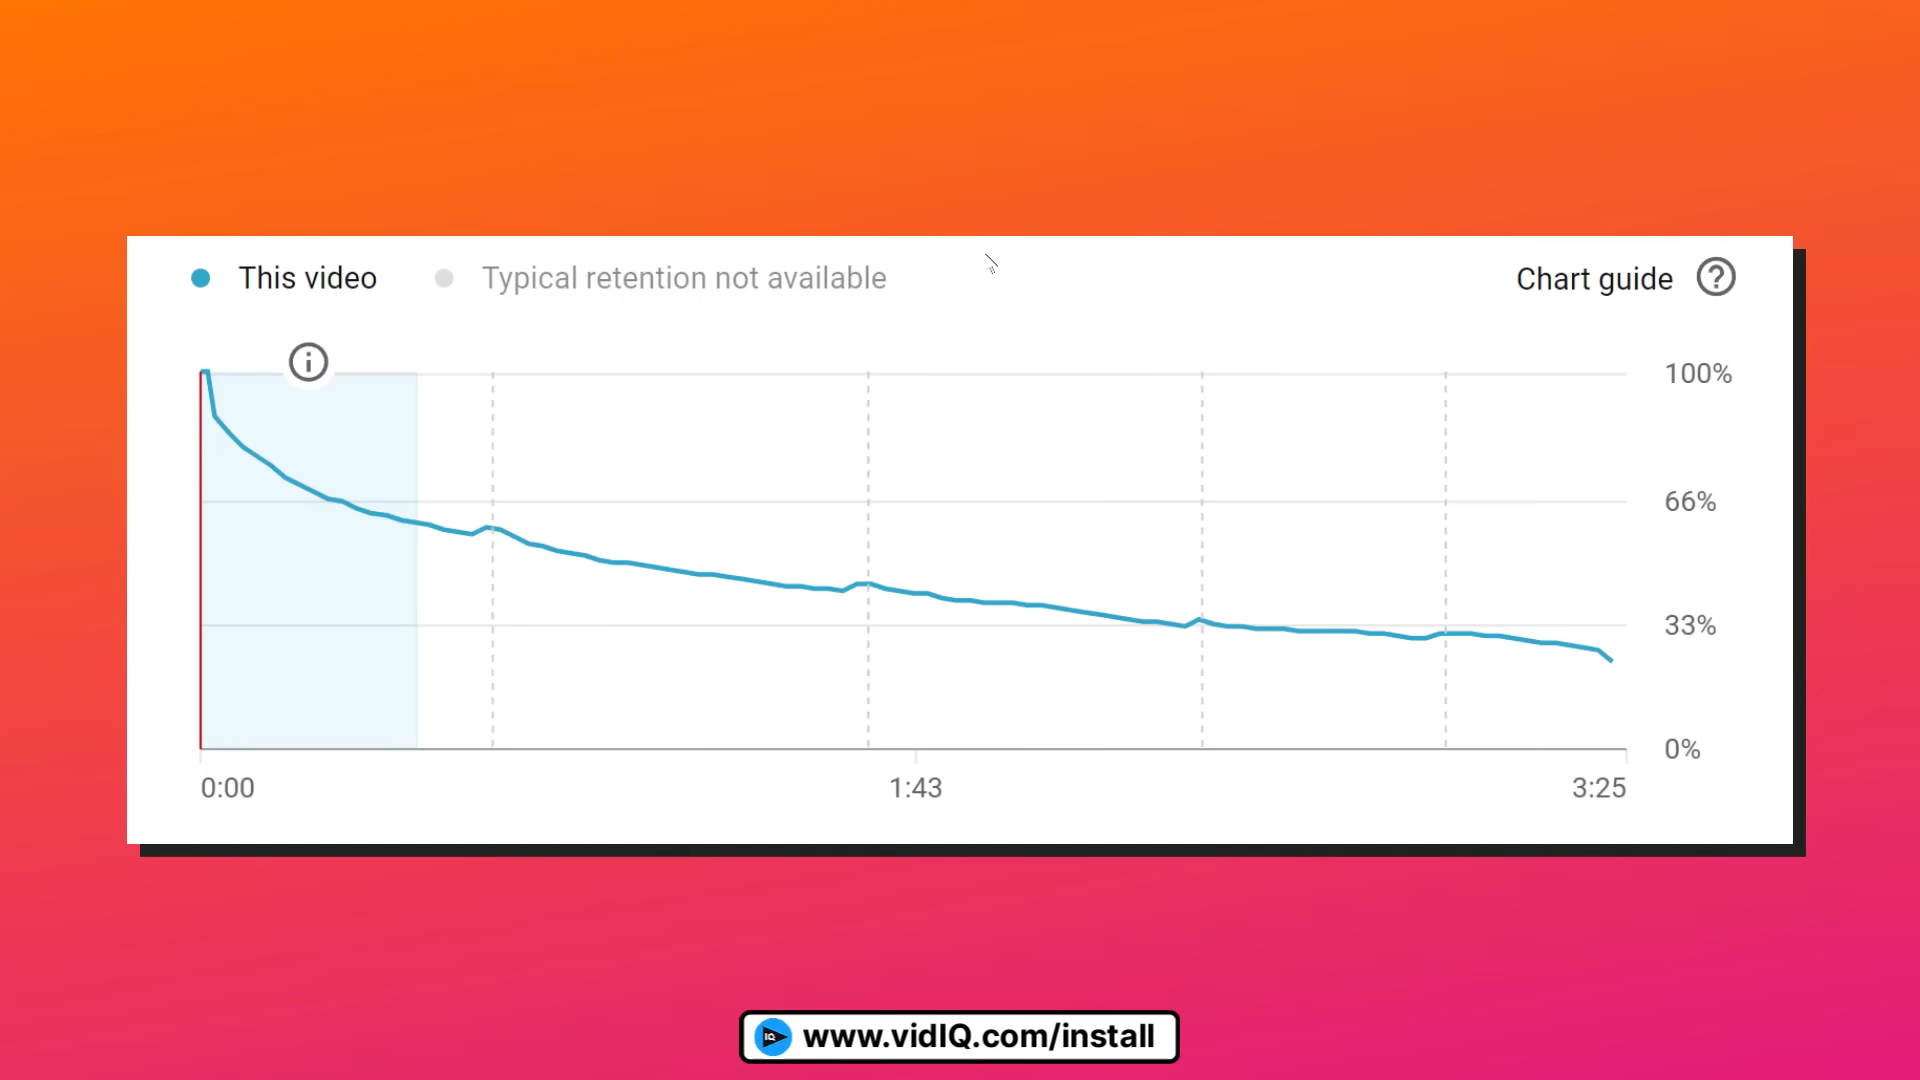 This video
Typical retention not available
Chart guide
100%
66%
33%
0%
0:00
1:43
3:25
IQ
www.vidIQ.com/install